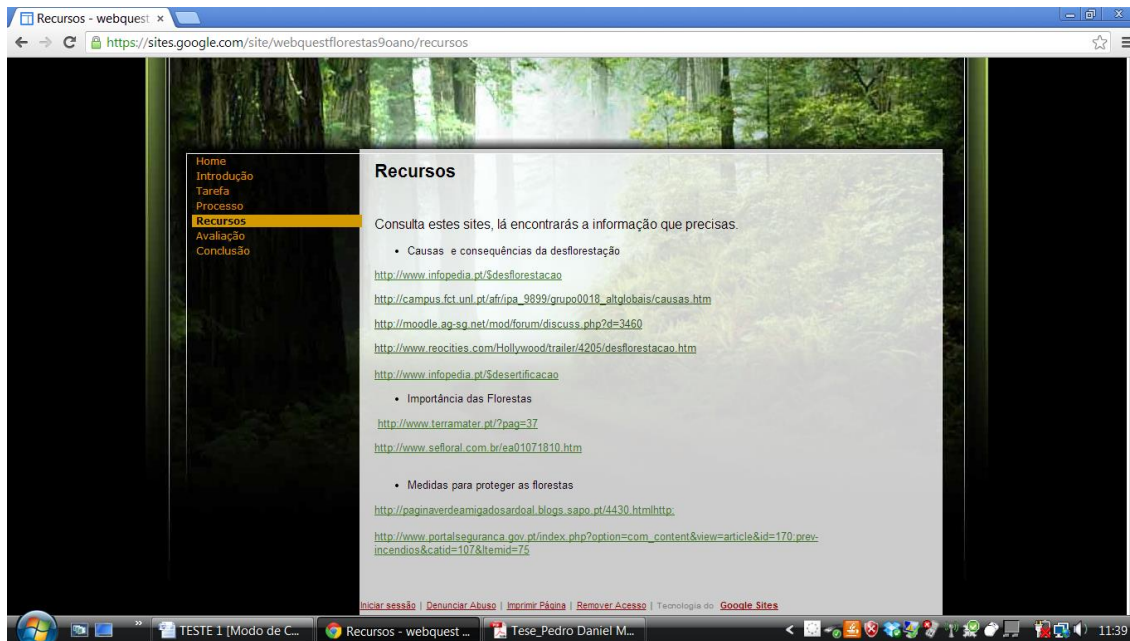 Recursos - webquest
https://sites.google.com/site/webquestflorestas9oano/recursos
Home
Introdução
Tarefa
Processo
Recursos
Avaliação
Conclusão
Recursos
Consulta estes sites, lá encontrarás a informação que precisas.
• Causas e consequências da desflorestação
http://www.infopedia.pt/$desflorestacao
http://campus.fct.unl.pt/afr/ipa_9899/grupo0018_altglobais/causas.htm
http://moodle.ag-sg.net/mod/forum/discuss.php?d=3460
http://www.reocities.com/Hollywood/trailer/4205/desflorestacao.htm
http://www.infopedia.pt/$desertificacao
• Importância das Florestas
http://www.terramater.pt/?pag=37
http://www.sefloral.com.br/ea01071810.htm
• Medidas para proteger as florestas
http://paginaverdeamigadosardoal.blogs.sapo.pt/4430.htmlhttp:
http://www.portalseguranca.gov.pt/index.php?option=com_content&view=article&id=170:prev-
incendios&catid=107&Itemid=75
Iniciar sessão | Denunciar Abuso | Imprimir Página | Remover Acesso | Tecnologia do Google Sites
TESTE 1 [Modo de C... Recursos - webquest ... Tese_Pedro Daniel M... 11:39